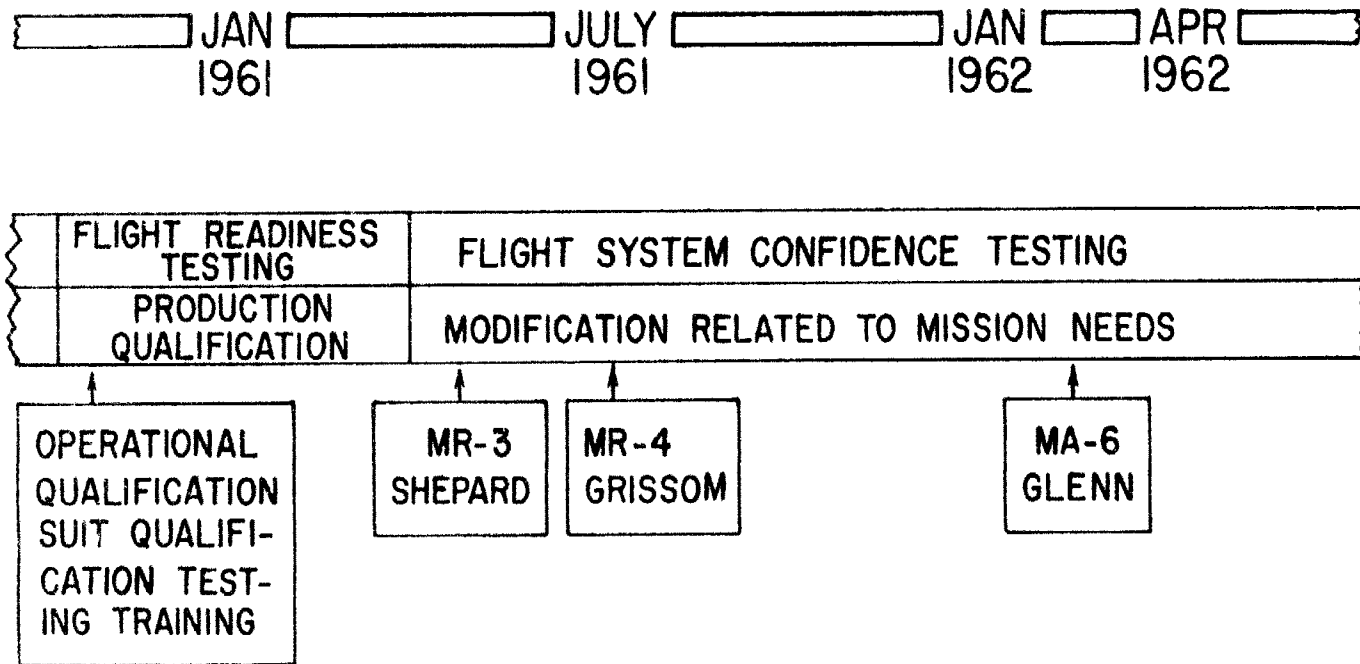 JAN JULY JAN APR
1961 1961 1962 1962
FLIGHT READINESS
TESTING
FLIGHT SYSTEM CONFIDENCE TESTING
PRODUCTION
QUALIFICATION
MODIFICATION RELATED TO MISSION NEEDS
OPERATIONAL
QUALIFICATION
SUIT QUALIFI-
CATION TEST-
ING TRAINING
MR-3
SHEPARD
MR-4
GRISSOM
MA-6
GLENN